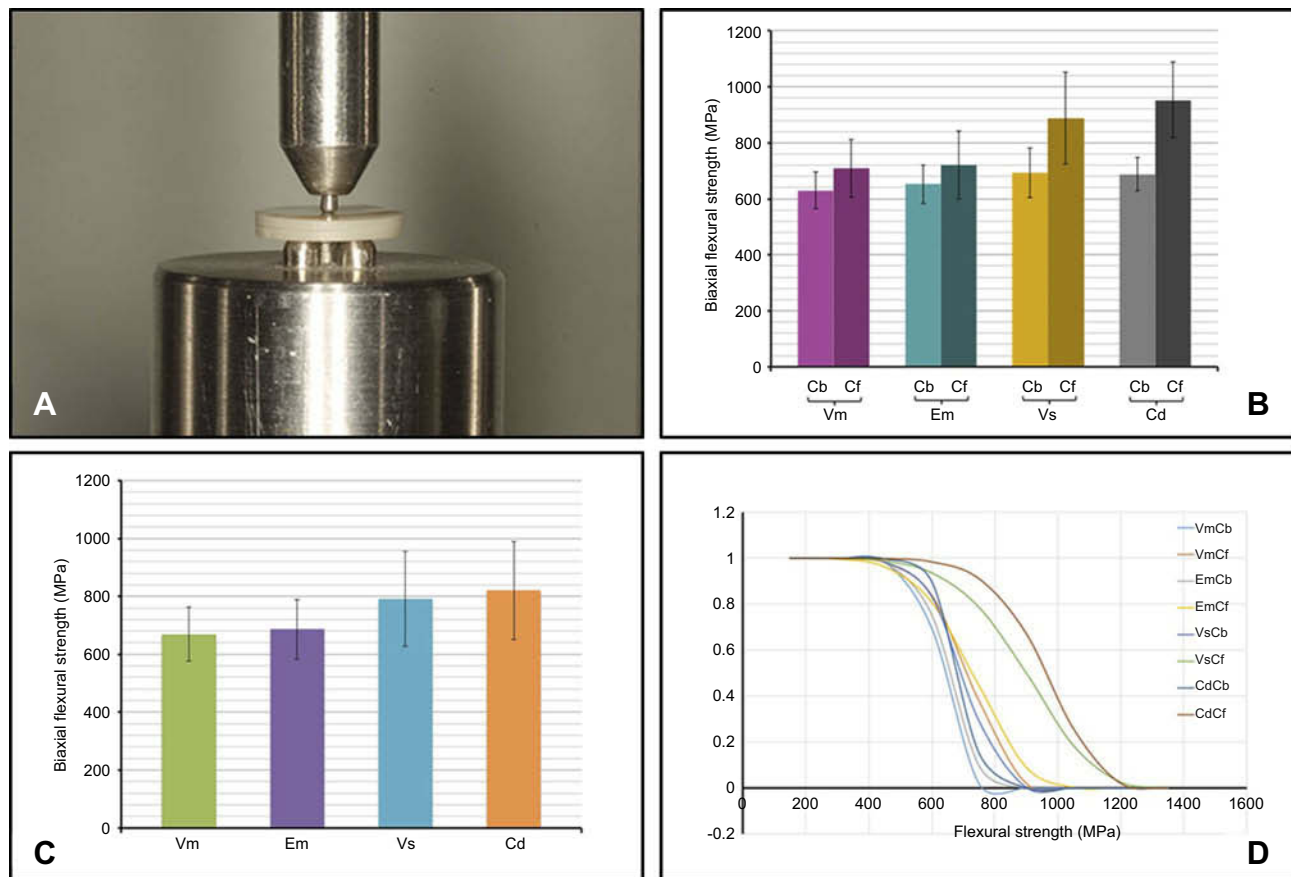 A
1200
1000
800
600
400
200
0
Biaxial flexural strength (MPa)
Cb Cf Cb Cf Cb Cf Cb Cf
Vm Em Vs Cd
B
1200
1000
800
600
400
200
0
Biaxial flexural strength (MPa)
Vm Em Vs Cd
C
1.2
1
0.8
0.6
0.4
0.2
0
-0.2
0 200 400 600 800 1000 1200 1400 1600
Flexural strength (MPa)
VmCb
VmCf
EmCb
EmCf
VsCb
VsCf
CdCb
CdCf
D